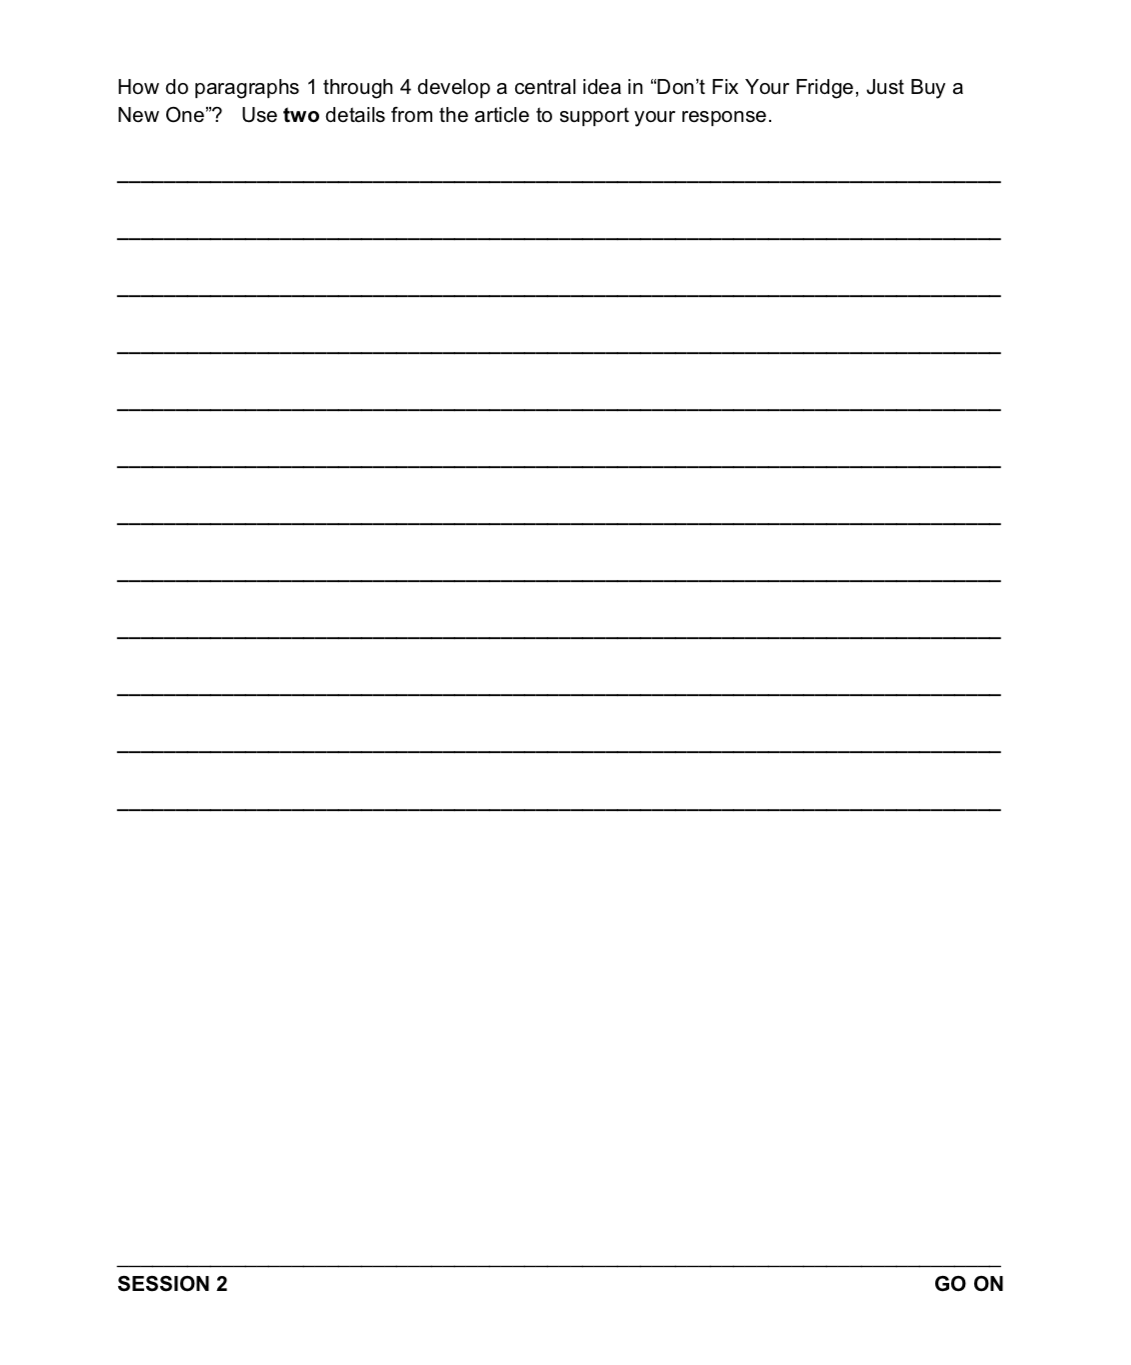 How do paragraphs 1 through 4 develop a central idea in “Don’t Fix Your Fridge, Just Buy a
New One”?   Use two details from the article to support your response.
SESSION 2
GO ON